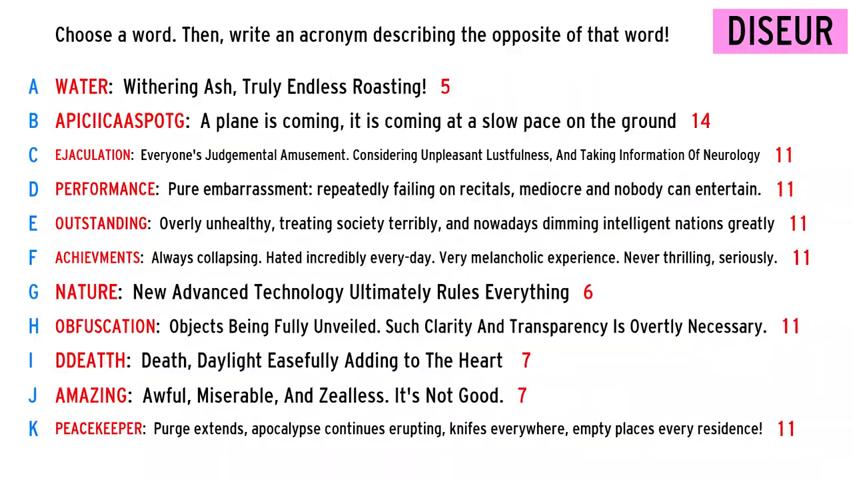 Choose a word. Then, write an acronym describing the opposite of that word!
DISEUR
A WATER: Withering Ash, Truly Endless Roasting! 5
B APICIICAASPOTG: A plane is coming, it is coming at a slow pace on the ground 14
C EJACULATION: Everyone's Judgemental Amusement. Considering Unpleasant Lustfulness, And Taking Information Of Neurology 11
D PERFORMANCE: Pure embarrassment: repeatedly failing on recitals, mediocre and nobody can entertain. 11
E OUTSTANDING: Overly unhealthy, treating society terribly, and nowadays dimming intelligent nations greatly 11
F ACHIEVMENTS: Always collapsing. Hated incredibly every-day. Very melancholic experience. Never thrilling, seriously. 11
G NATURE: New Advanced Technology Ultimately Rules Everything 6
H OBFUSCATION: Objects Being Fully Unveiled. Such Clarity And Transparency Is Overtly Necessary. 11
I DDEATTH: Death, Daylight Easefully Adding to The Heart 7
J AMAZING: Awful, Miserable, And Zealless. It's Not Good. 7
K PEACEKEEPER: Purge extends, apocalypse continues erupting, knifes everywhere, empty places every residence! 11